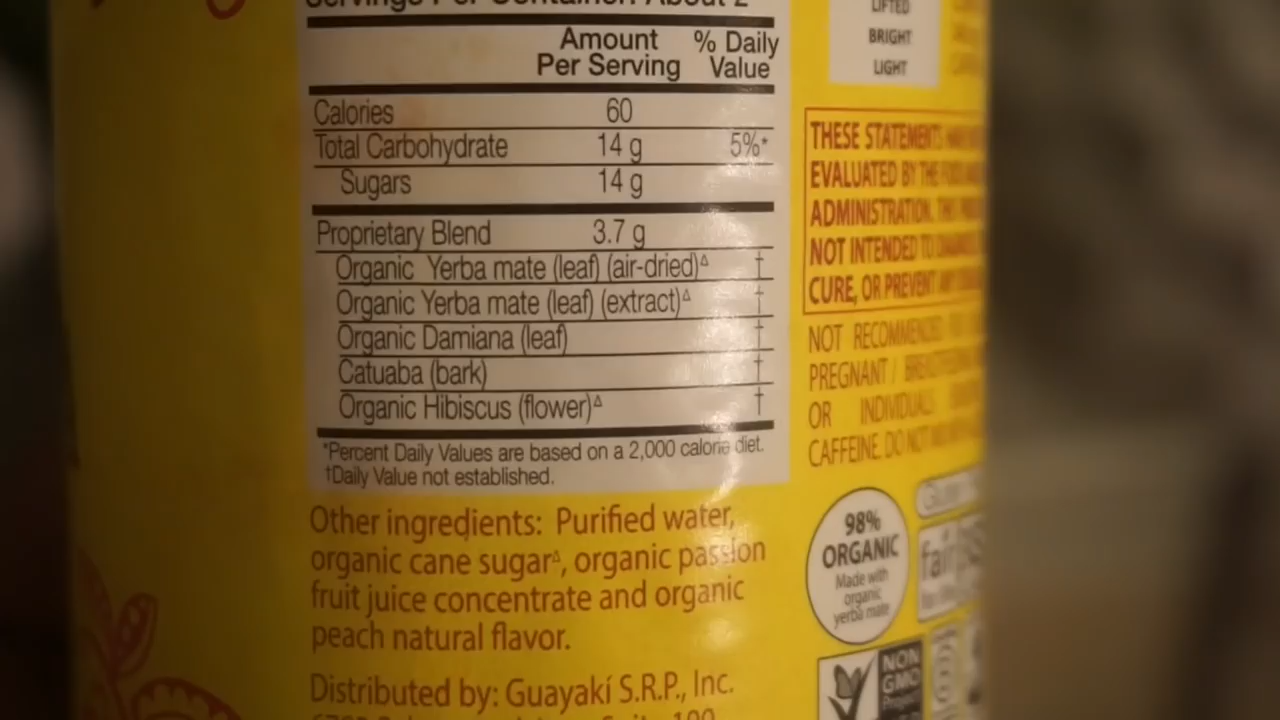 Servings Per Container: About 2
Amount Per Serving
% Daily Value
Calories 60
Total Carbohydrate 14 g 5%*
Sugars 14 g
Proprietary Blend 3.7 g
Organic Yerba mate (leaf) (air-dried)∆ †
Organic Yerba mate (leaf) (extract)∆ †
Organic Damiana (leaf) †
Catuaba (bark) †
Organic Hibiscus (flower)∆ †
*Percent Daily Values are based on a 2,000 calorie diet.
†Daily Value not established.
Other ingredients: Purified water,
organic cane sugar∆, organic passion
fruit juice concentrate and organic
peach natural flavor.
Distributed by: Guayakí S.R.P., Inc.
LIFTED
BRIGHT
LIGHT
THESE STATEMENTS
EVALUATED BY THE
ADMINISTRATION. THIS
NOT INTENDED TO
CURE, OR PREVENT
NOT RECOMMENDED
PREGNANT /
OR INDIVIDUALS
CAFFEINE. DO NOT
98%
ORGANIC
Made with
organic
yerba mate
fair
NON
GMO